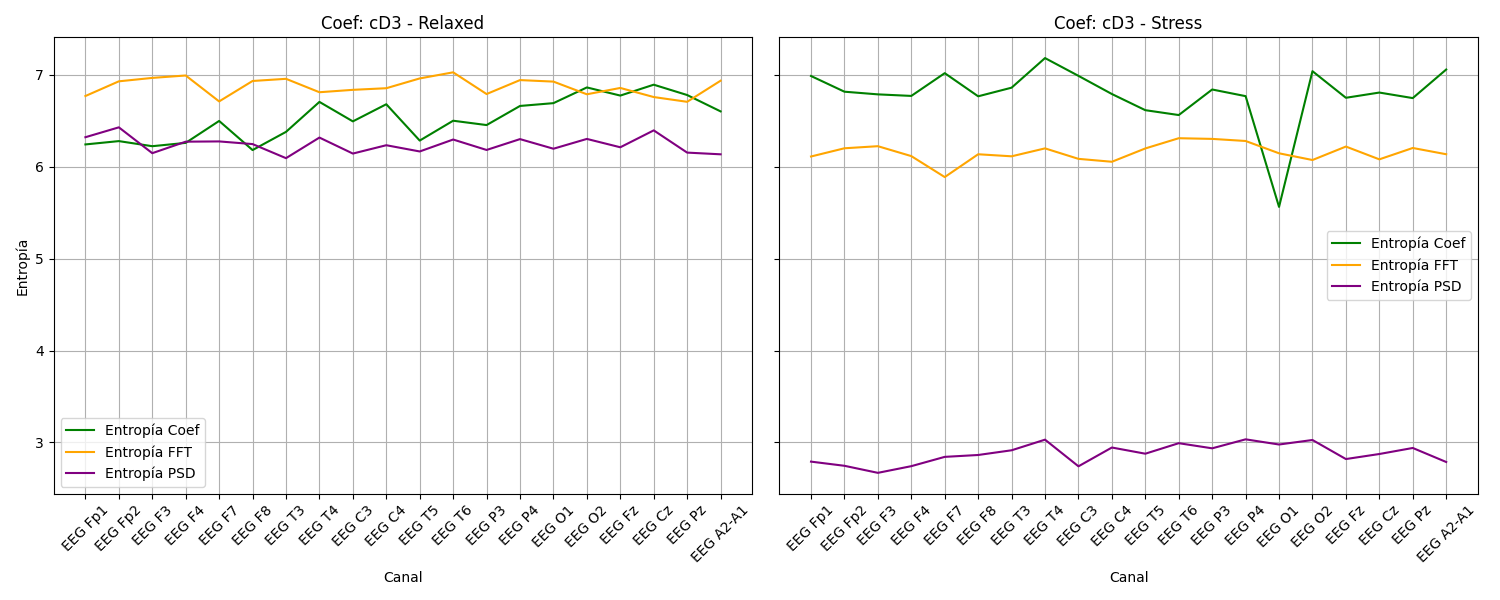 Coef: cD3 - Relaxed
Entropía
7
6
5
4
3
Entropía Coef
Entropía FFT
Entropía PSD
EEG Fp1
EEG Fp2
EEG F3
EEG F4
EEG F7
EEG F8
EEG T3
EEG T4
EEG C3
EEG C4
EEG T5
EEG T6
EEG P3
EEG P4
EEG O1
EEG O2
EEG Fz
EEG Cz
EEG Pz
EEG A2-A1
Canal
Coef: cD3 - Stress
Entropía Coef
Entropía FFT
Entropía PSD
EEG Fp1
EEG Fp2
EEG F3
EEG F4
EEG F7
EEG F8
EEG T3
EEG T4
EEG C3
EEG C4
EEG T5
EEG T6
EEG P3
EEG P4
EEG O1
EEG O2
EEG Fz
EEG Cz
EEG Pz
EEG A2-A1
Canal